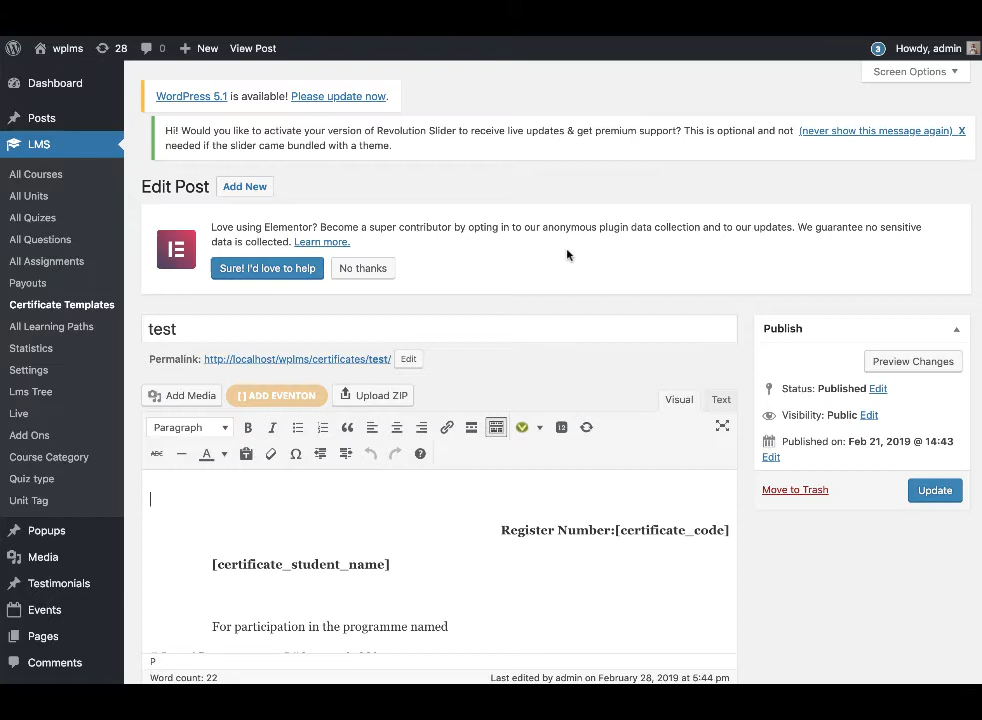 wplms
28
0
New
View Post
3
Howdy, admin
Screen Options
Dashboard
Posts
LMS
All Courses
All Units
All Quizes
All Questions
All Assignments
Payouts
Certificate Templates
All Learning Paths
Statistics
Settings
Lms Tree
Live
Add Ons
Course Category
Quiz type
Unit Tag
Popups
Media
Testimonials
Events
Pages
Comments
WordPress 5.1 is available! Please update now.
Hi! Would you like to activate your version of Revolution Slider to receive live updates & get premium support? This is optional and not
needed if the slider came bundled with a theme.
(never show this message again) X
Edit Post
Add New
Love using Elementor? Become a super contributor by opting in to our anonymous plugin data collection and to our updates. We guarantee no sensitive
data is collected. Learn more.
Sure! I'd love to help
No thanks
test
Permalink: http://localhost/wplms/certificates/test/
Edit
Add Media
[ ] ADD EVENTON
Upload ZIP
Visual
Text
Paragraph
B
I
12
ABC
A
Ω
Register Number:[certificate_code]
[certificate_student_name]
For participation in the programme named
P
Word count: 22
Last edited by admin on February 28, 2019 at 5:44 pm
Publish
Preview Changes
Status: Published Edit
Visibility: Public Edit
Published on: Feb 21, 2019 @ 14:43
Edit
Move to Trash
Update